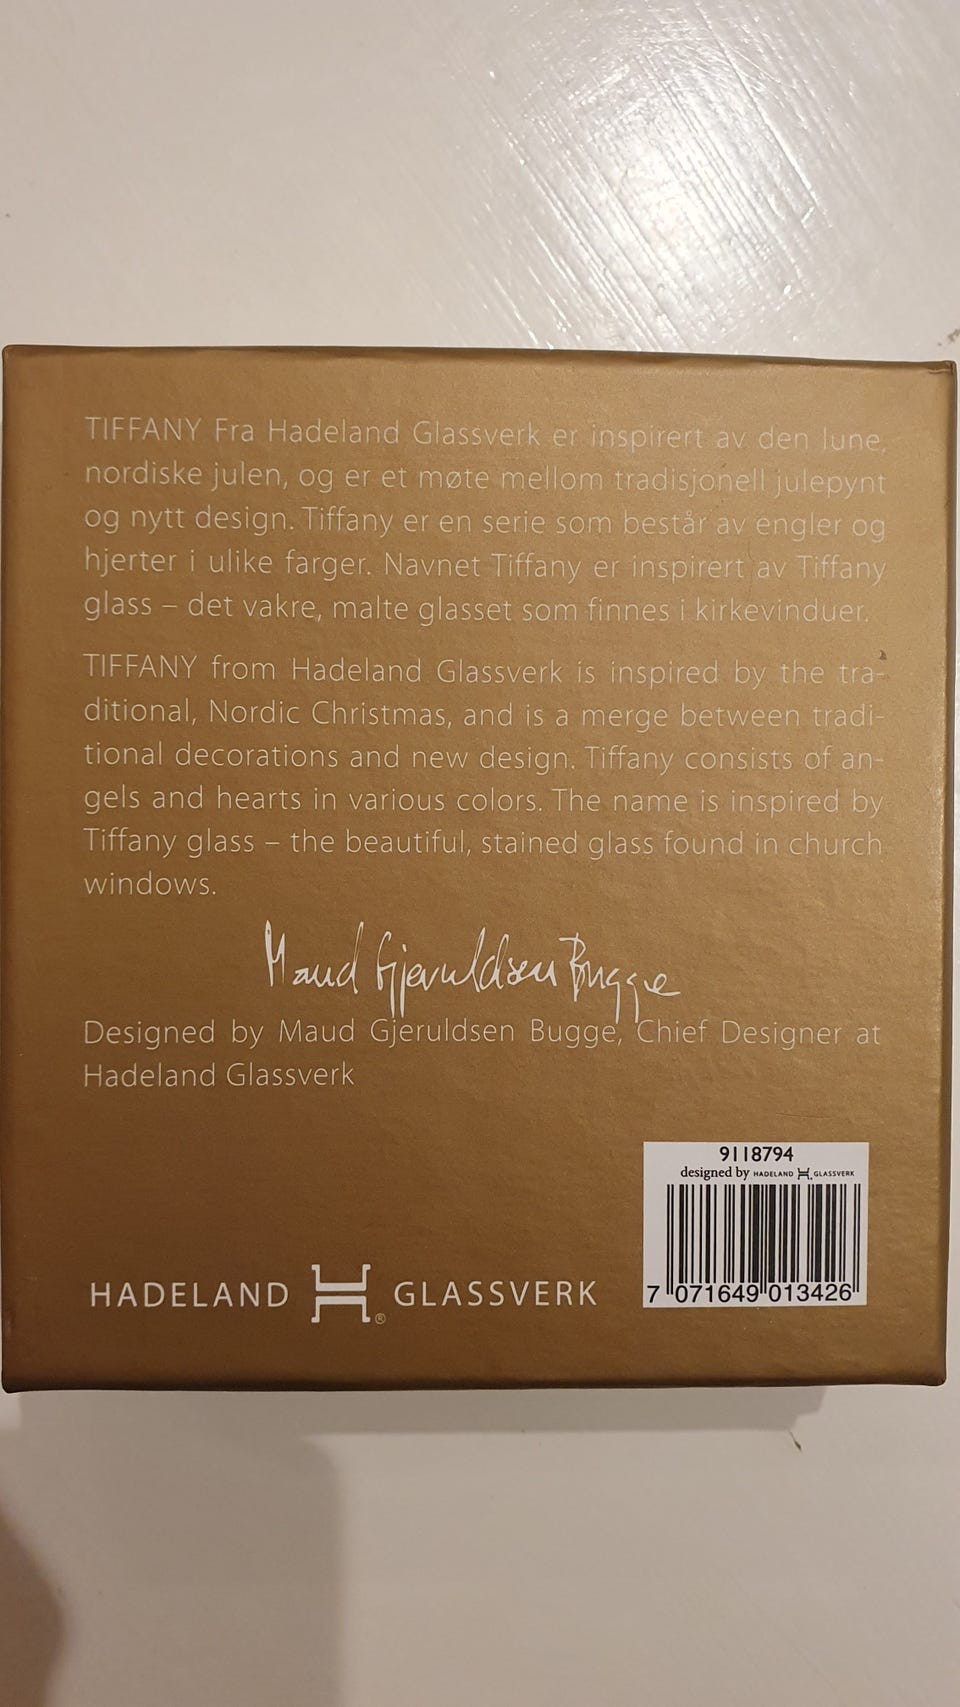 TIFFANY Fra Hadeland Glassverk er inspirert av den lune,
nordiske julen, og er et møte mellom tradisjonell julepynt
og nytt design. Tiffany er en serie som består av engler og
hjerter i ulike farger. Navnet Tiffany er inspirert av Tiffany
glass – det vakre, malte glasset som finnes i kirkevinduer.
TIFFANY from Hadeland Glassverk is inspired by the tra-
ditional, Nordic Christmas, and is a merge between tradi-
tional decorations and new design. Tiffany consists of an-
gels and hearts in various colors. The name is inspired by
Tiffany glass – the beautiful, stained glass found in church
windows.
Maud Gjeruldsen Bugge
Designed by Maud Gjeruldsen Bugge, Chief Designer at
Hadeland Glassverk
9118794
designed by HADELAND GLASSVERK
7 071649 013426
HADELAND GLASSVERK ®